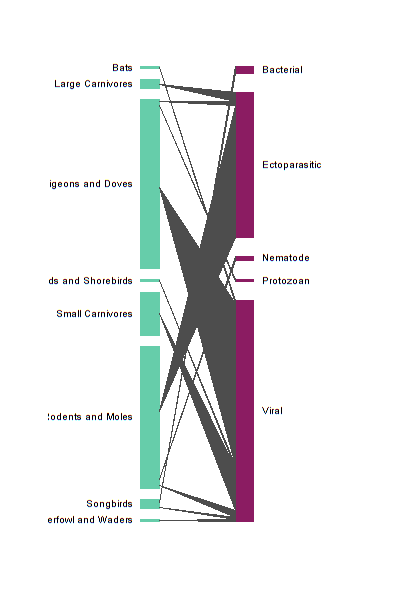 Bats
Large Carnivores
igeons and Doves
ds and Shorebirds
Small Carnivores
odents and Moles
Songbirds
erfowl and Waders
Bacterial
Ectoparasitic
Nematode
Protozoan
Viral